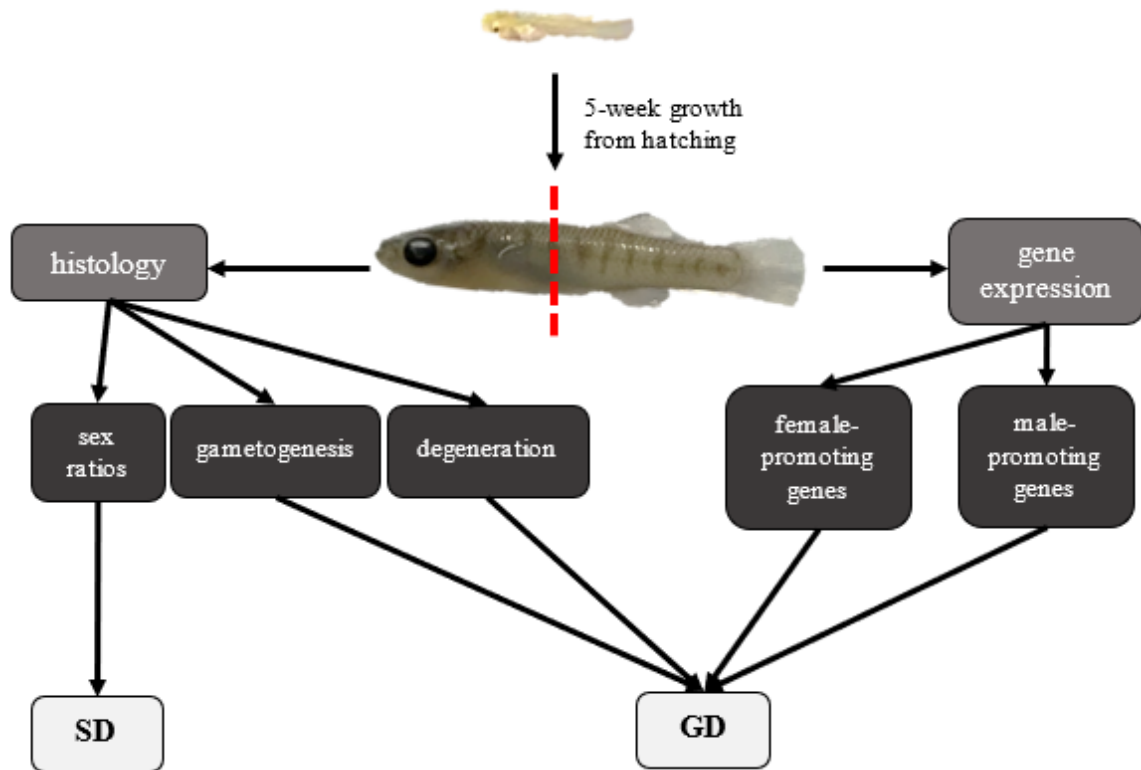 5-week growth
from hatching
histology
gene
expression
sex
ratios
gametogenesis
degeneration
female-
promoting
genes
male-
promoting
genes
SD
GD